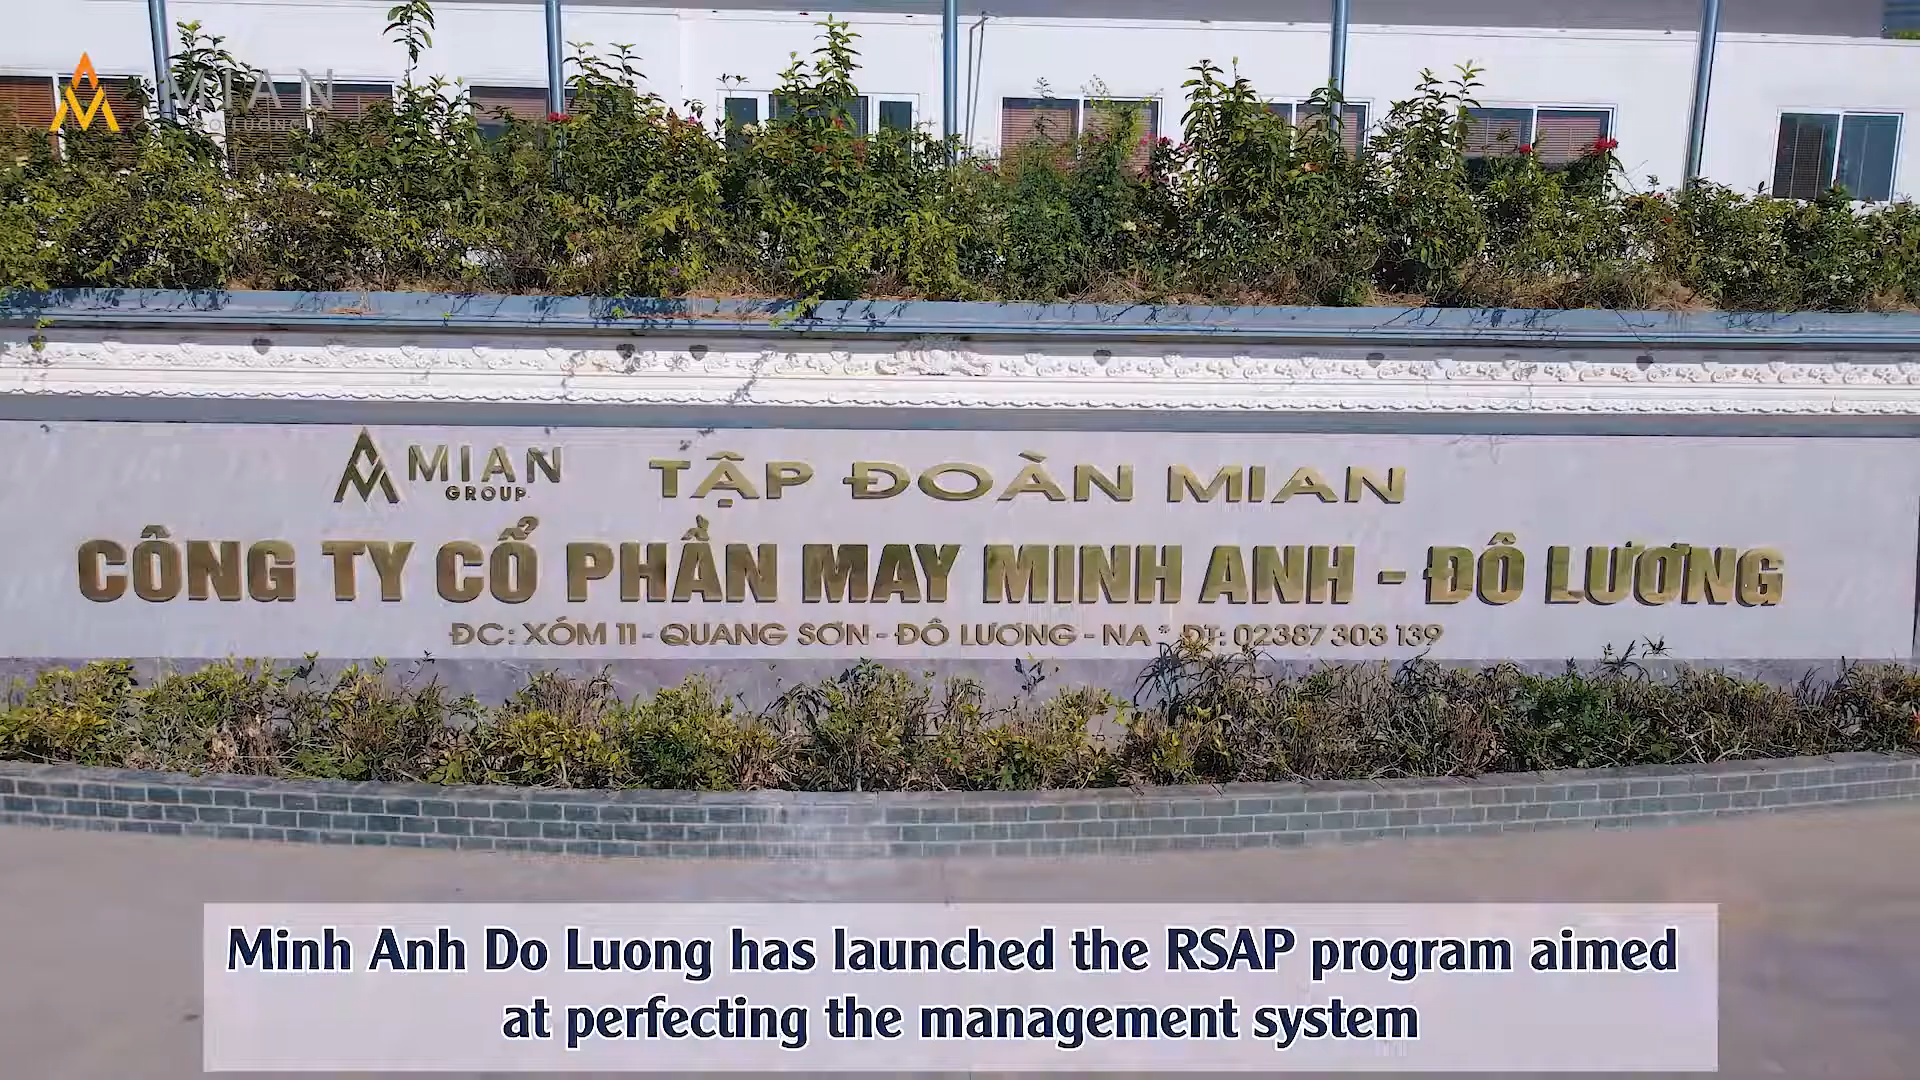 MIAN
MIAN
GROUP
TẬP ĐOÀN MIAN
CÔNG TY CỔ PHẦN MAY MINH ANH - ĐÔ LƯƠNG
ĐC: XÓM 11 - QUANG SƠN - ĐÔ LƯƠNG - NA * ĐT: 02387 303 139
Minh Anh Do Luong has launched the RSAP program aimed
at perfecting the management system